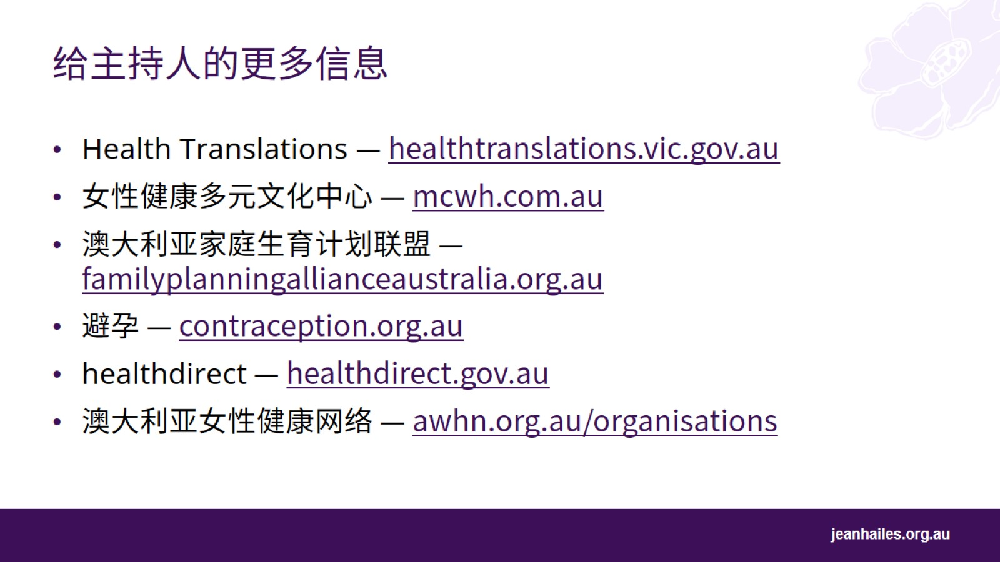 给主持人的更多信息
• Health Translations — healthtranslations.vic.gov.au
• 女性健康多元文化中心 — mcwh.com.au
• 澳大利亚家庭生育计划联盟 —
familyplanningallianceaustralia.org.au
• 避孕 — contraception.org.au
• healthdirect — healthdirect.gov.au
• 澳大利亚女性健康网络 — awhn.org.au/organisations
jeanhailes.org.au